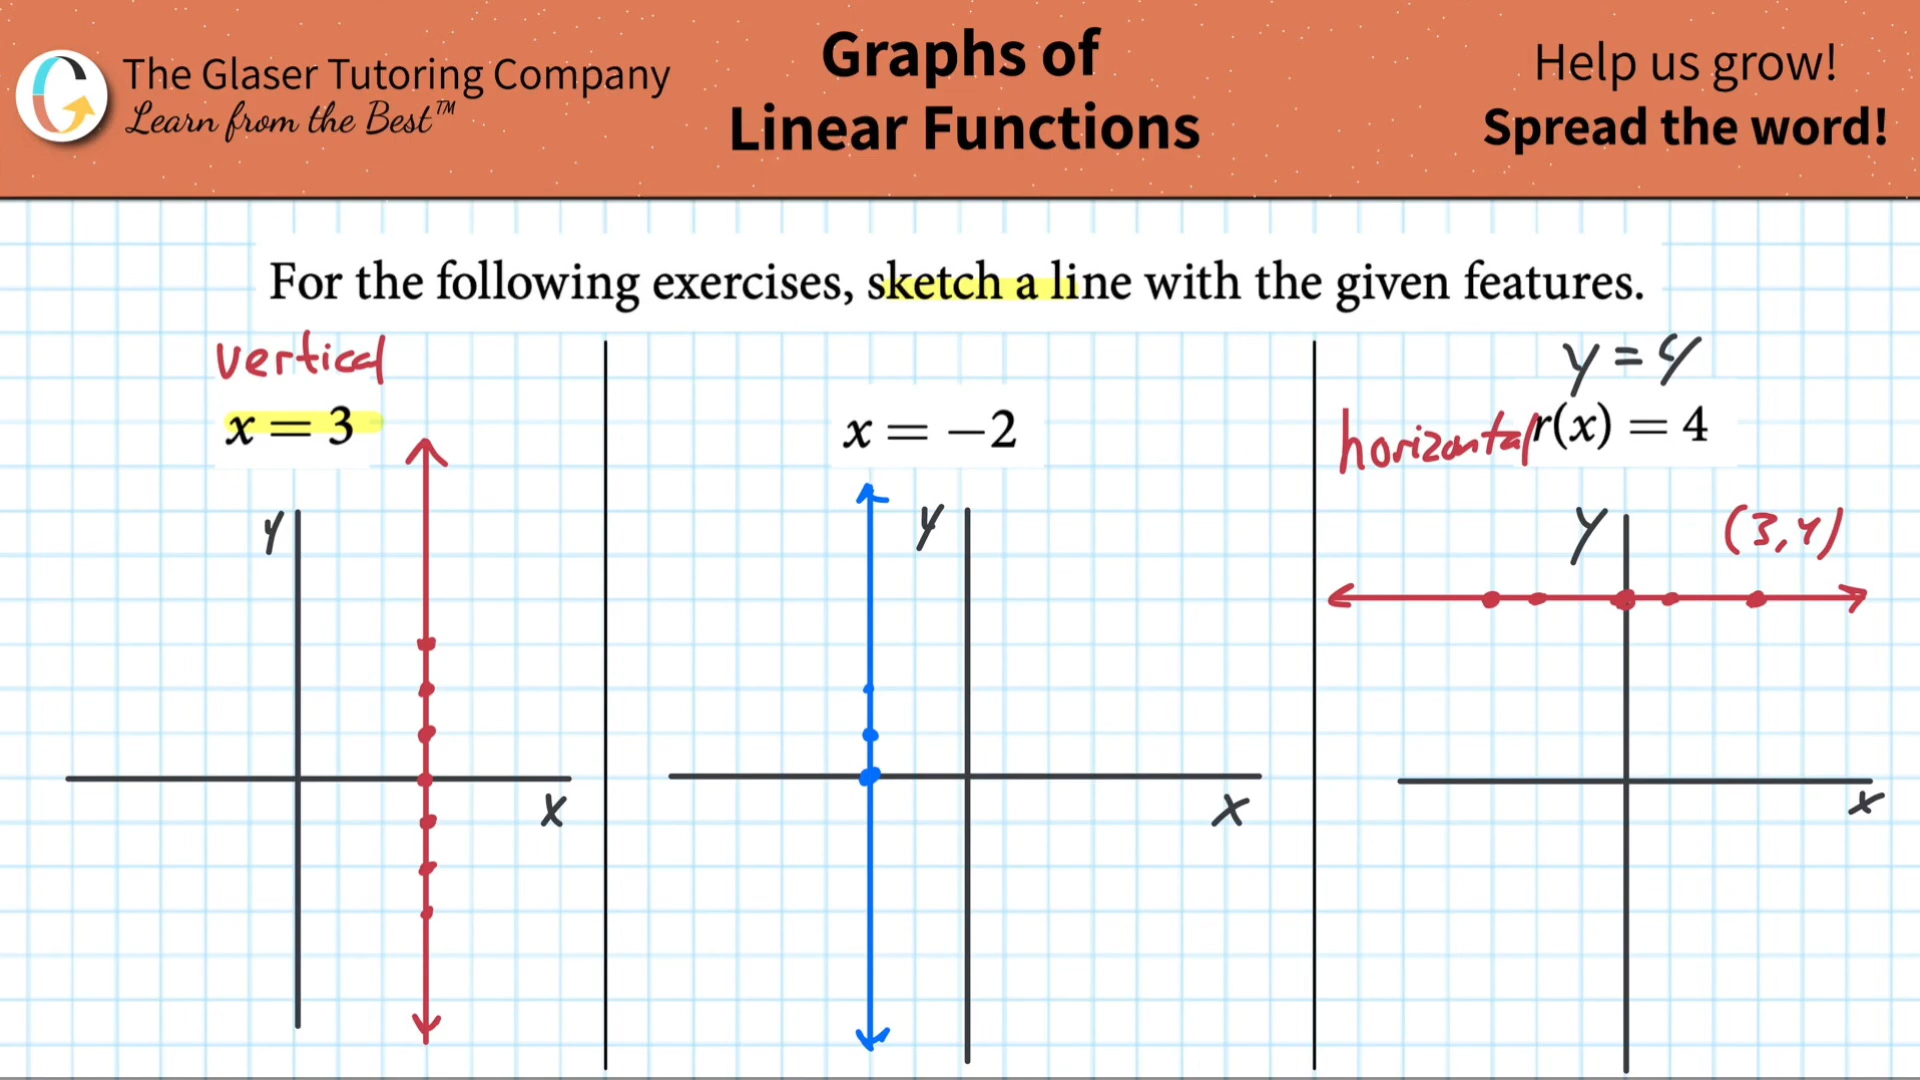 The Glaser Tutoring Company
Learn from the Best™
Graphs of
Linear Functions
Help us grow!
Spread the word!
For the following exercises, sketch a line with the given features.
vertical
x = 3
y
x
x = −2
y
x
y = 4
horizontal
r(x) = 4
y
(3,4)
x